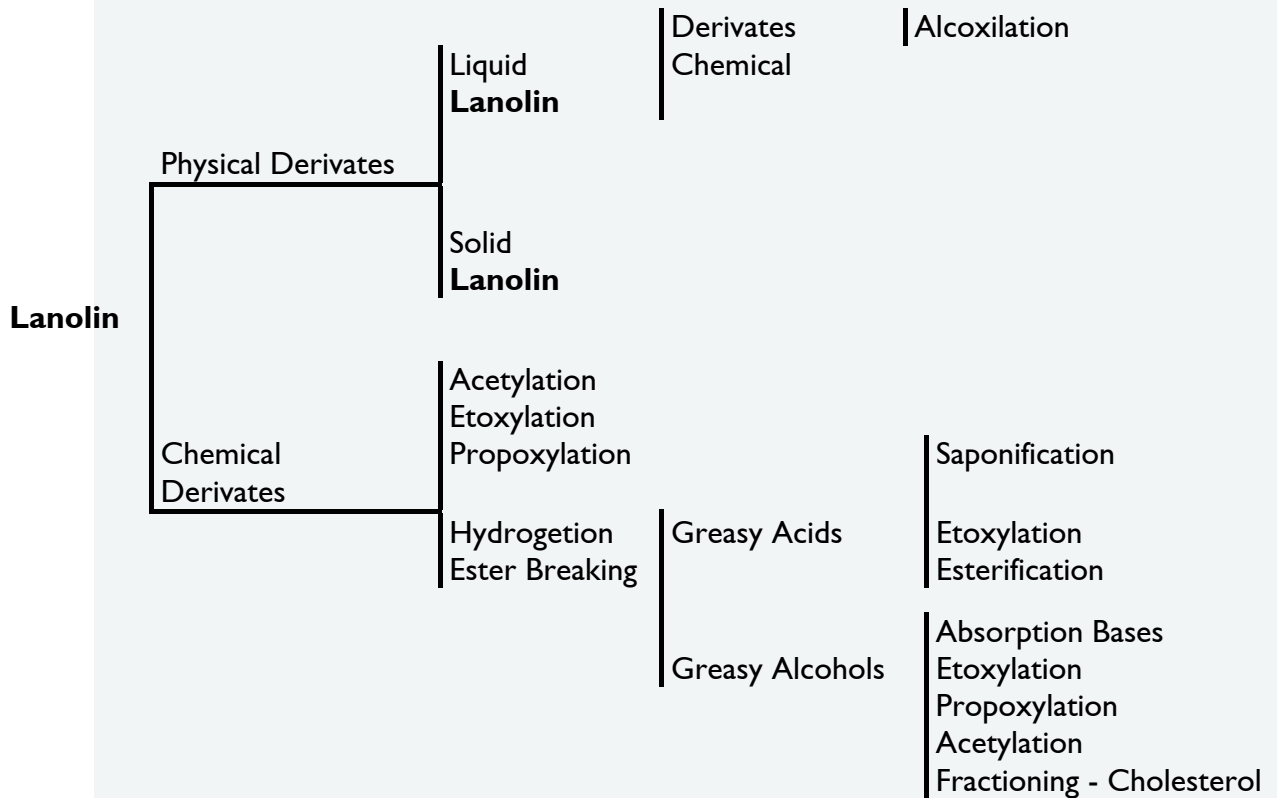 Lanolin
Physical Derivates
Liquid
Lanolin
Derivates
Chemical
Alcoxilation
Solid
Lanolin
Chemical
Derivates
Acetylation
Etoxylation
Propoxylation
Hydrogetion
Ester Breaking
Greasy Acids
Saponification
Etoxylation
Esterification
Greasy Alcohols
Absorption Bases
Etoxylation
Propoxylation
Acetylation
Fractioning - Cholesterol